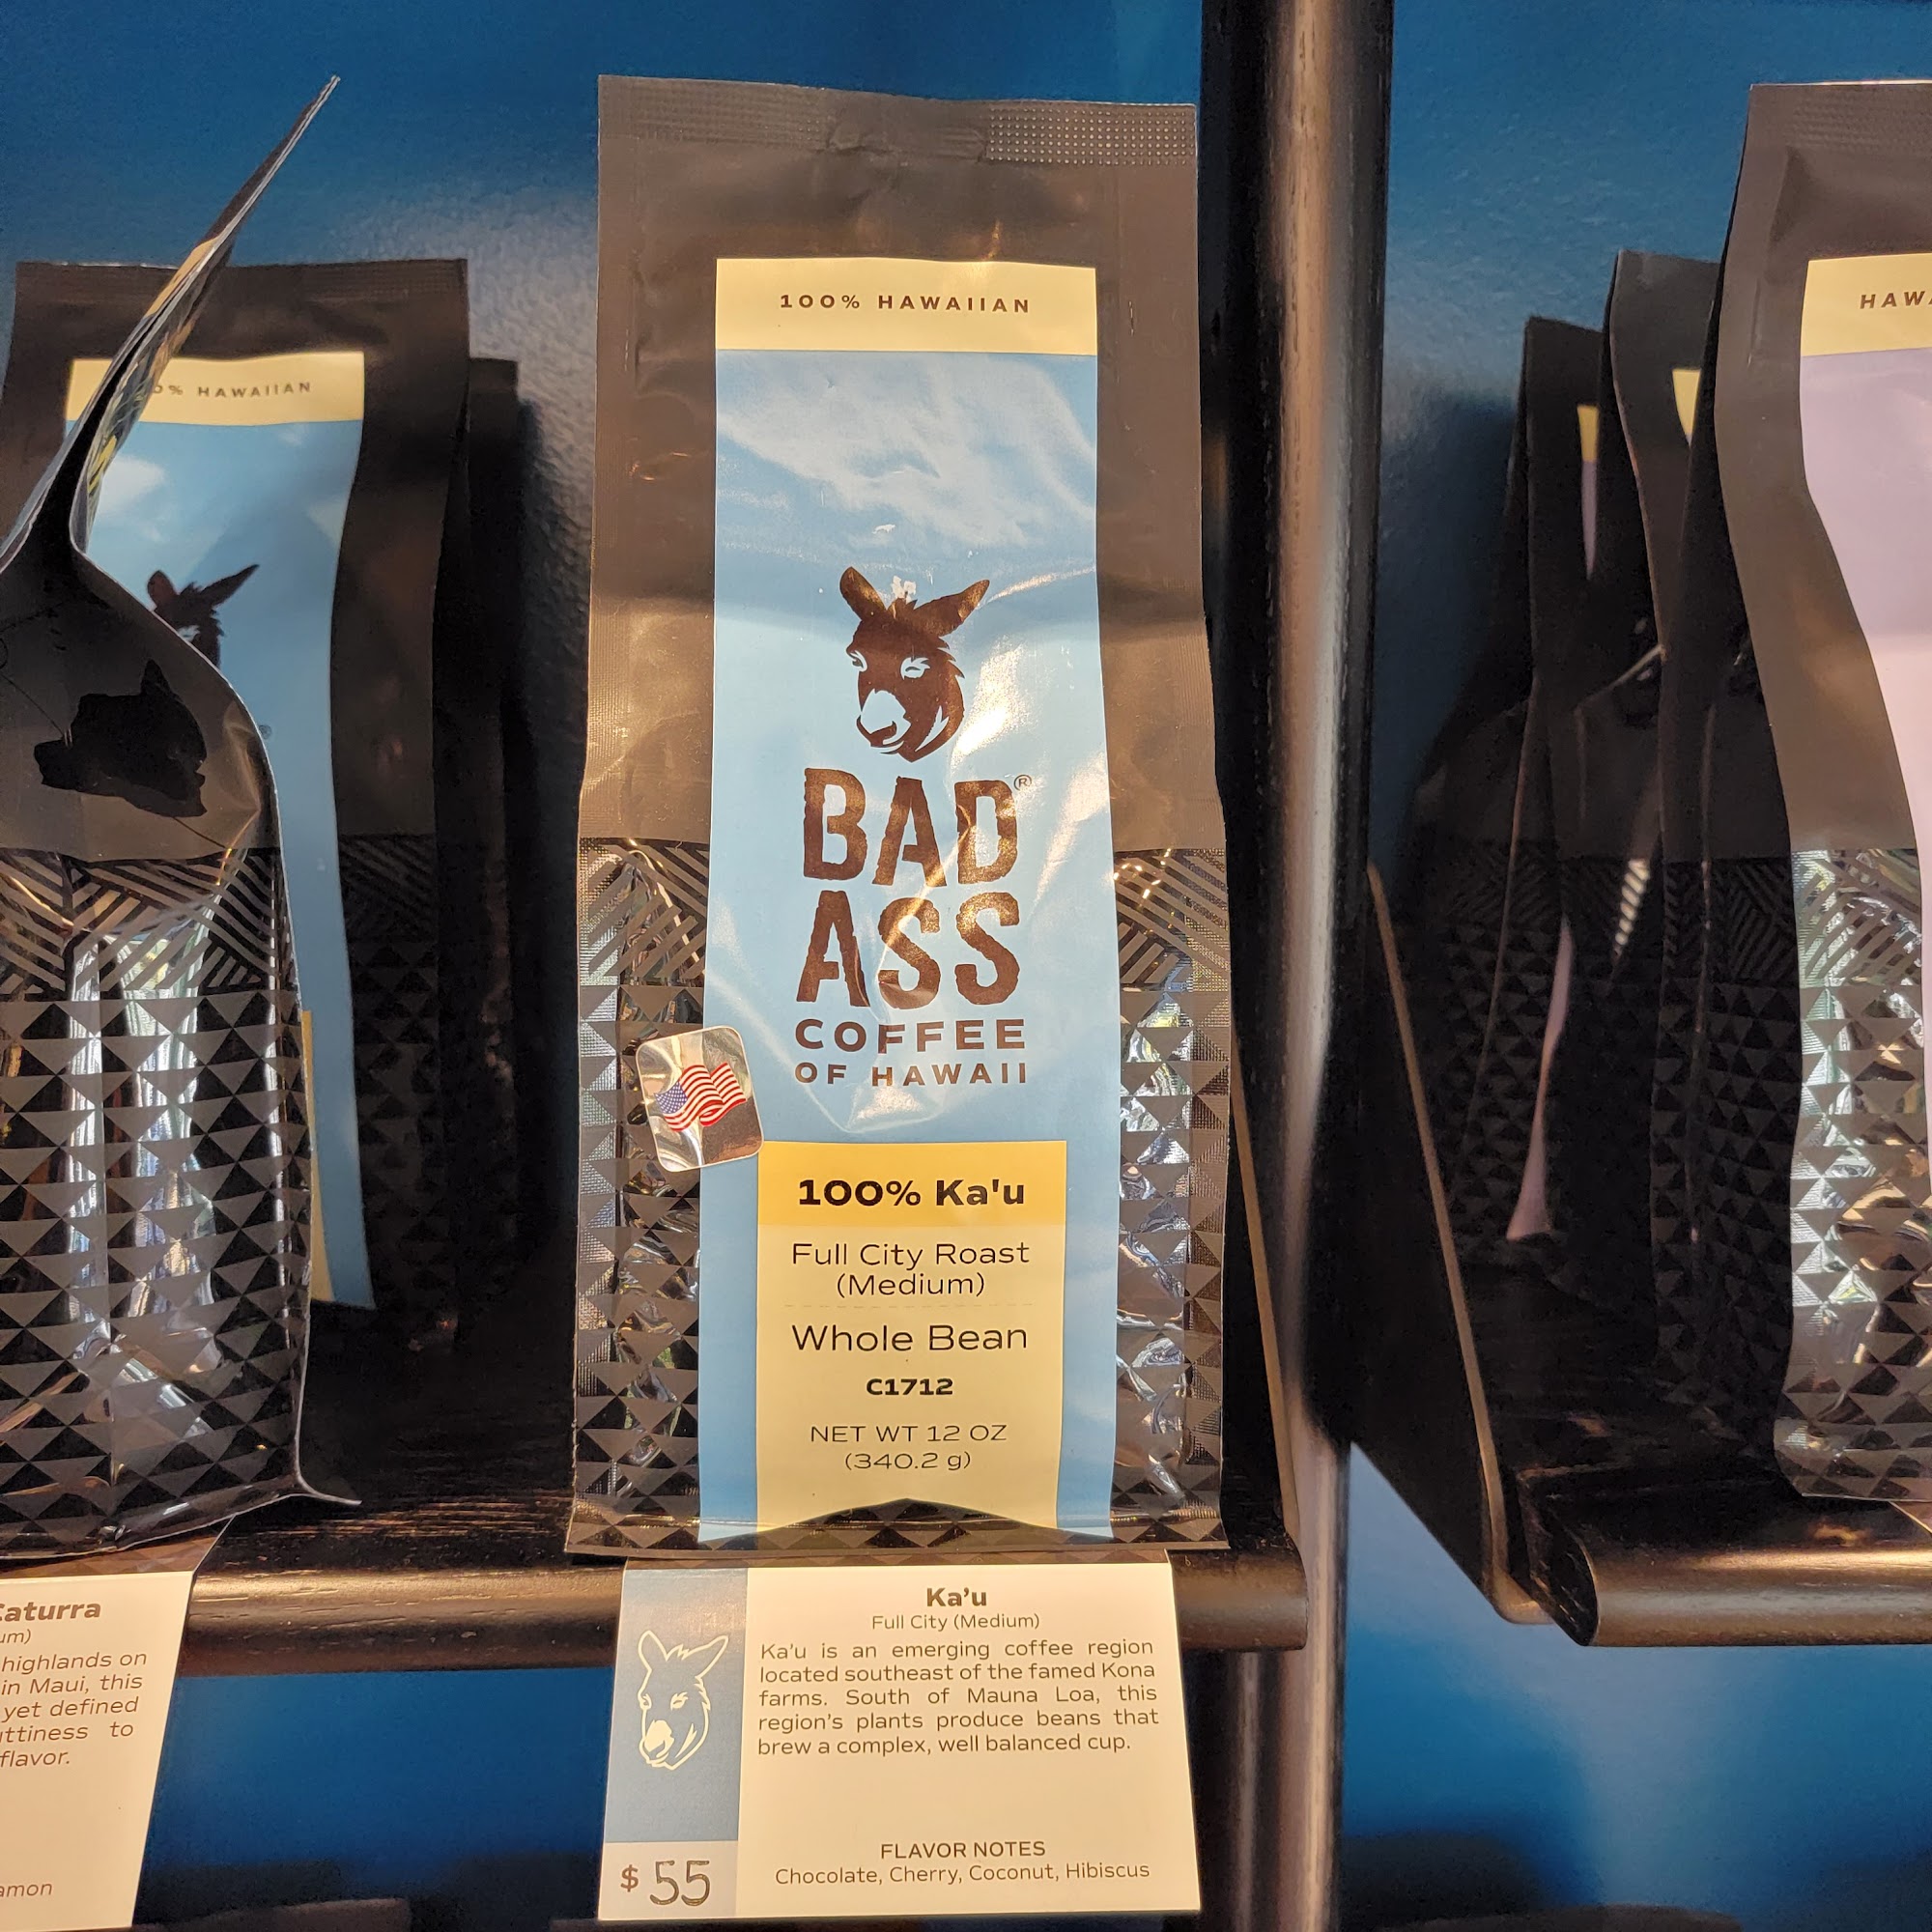 100% HAWAIIAN
BAD®
ASS
COFFEE
OF HAWAII
100% Ka'u
Full City Roast
(Medium)
Whole Bean
C1712
NET WT 12 OZ
(340.2 g)
Ka'u
Full City (Medium)
Ka'u is an emerging coffee region
located southeast of the famed Kona
farms. South of Mauna Loa, this
region's plants produce beans that
brew a complex, well balanced cup.
FLAVOR NOTES
Chocolate, Cherry, Coconut, Hibiscus
$ 55
HAWAIIAN
Caturra
highlands on
in Maui, this
yet defined
to
flavor.